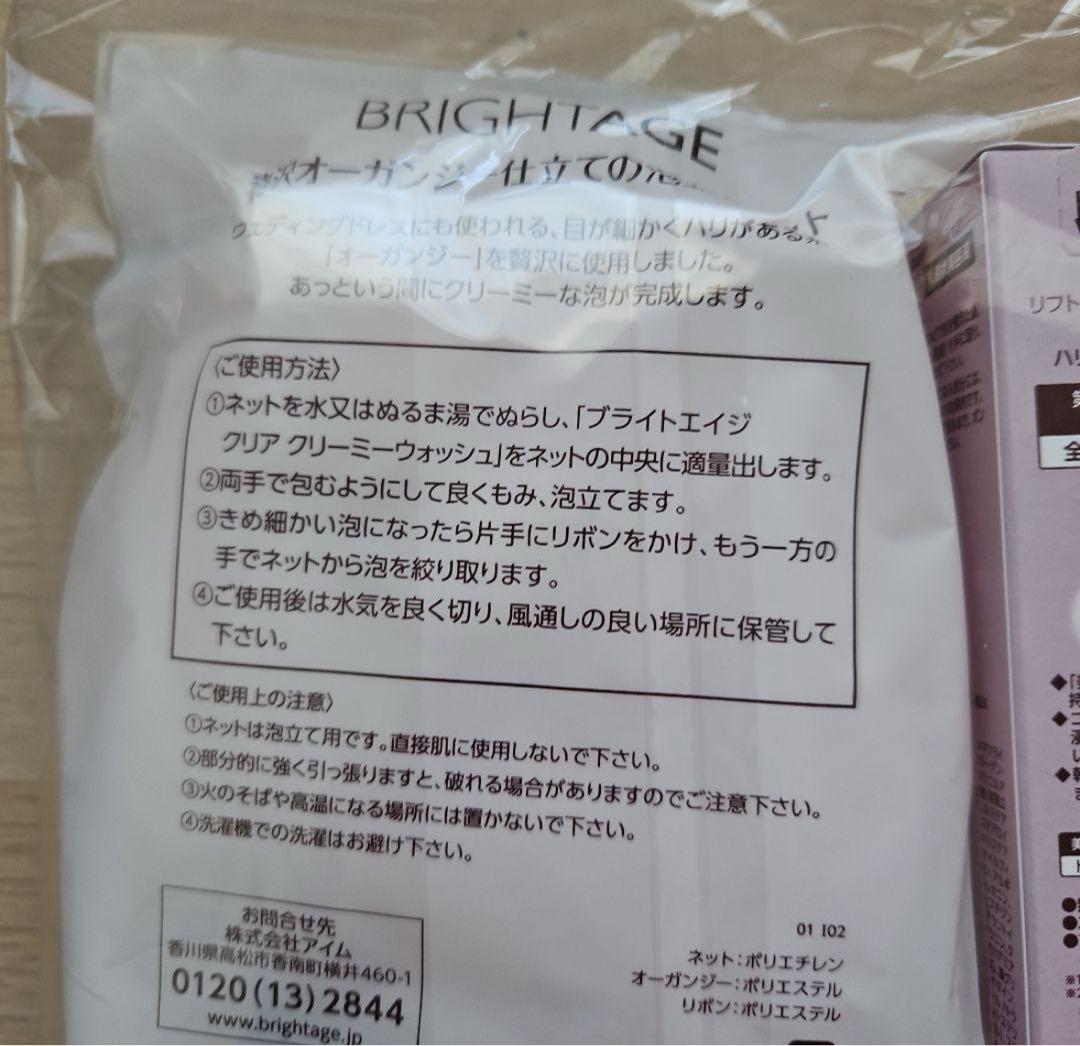 BRIGHTAGE
贅沢オーガンジー仕立ての泡
ウェディングドレスにも使われる、目が細かくハリがある
「オーガンジー」を贅沢に使用しました。
あっという間にクリーミーな泡が完成します。
〈ご使用方法〉
①ネットを水又はぬるま湯でぬらし、「ブライトエイジ
クリア クリーミーウォッシュ」をネットの中央に適量出します。
②両手で包むようにして良くもみ、泡立てます。
③きめ細かい泡になったら片手にリボンをかけ、もう一方の
手でネットから泡を絞り取ります。
④ご使用後は水気を良く切り、風通しの良い場所に保管して
下さい。
〈ご使用上の注意〉
①ネットは泡立て用です。直接肌に使用しないで下さい。
②部分的に強く引っ張りますと、破れる場合がありますのでご注意下さい。
③火のそばや高温になる場所には置かないで下さい。
④洗濯機での洗濯はお避け下さい。
お問合せ先
株式会社アイム
香川県高松市香南町横井460-1
0120(13)2844
www.brightage.jp
01 I02
ネット:ポリエチレン
オーガンジー:ポリエステル
リボン:ポリエステル
リフト
ハリ